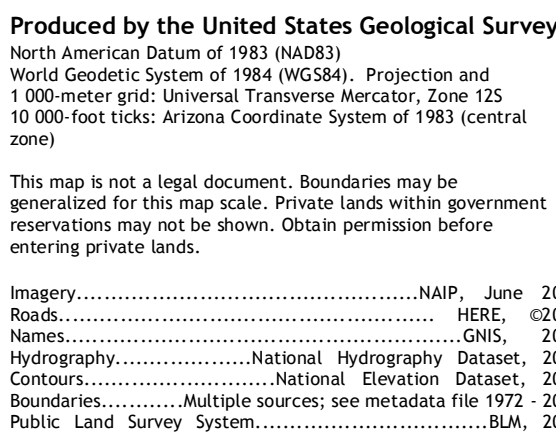 Produced by the United States Geological Survey
North American Datum of 1983 (NAD83)
World Geodetic System of 1984 (WGS84). Projection and
1 000-meter grid: Universal Transverse Mercator, Zone 12S
10 000-foot ticks: Arizona Coordinate System of 1983 (central
zone)
This map is not a legal document. Boundaries may be
generalized for this map scale. Private lands within government
reservations may not be shown. Obtain permission before
entering private lands.
Imagery.................................................NAIP, June
Roads...................................................... HERE,
Names.........................................................GNIS,
Hydrography....................National Hydrography Dataset,
Contours............................National Elevation Dataset,
Boundaries............Multiple sources; see metadata file 1972 -
Public Land Survey System..................................BLM,